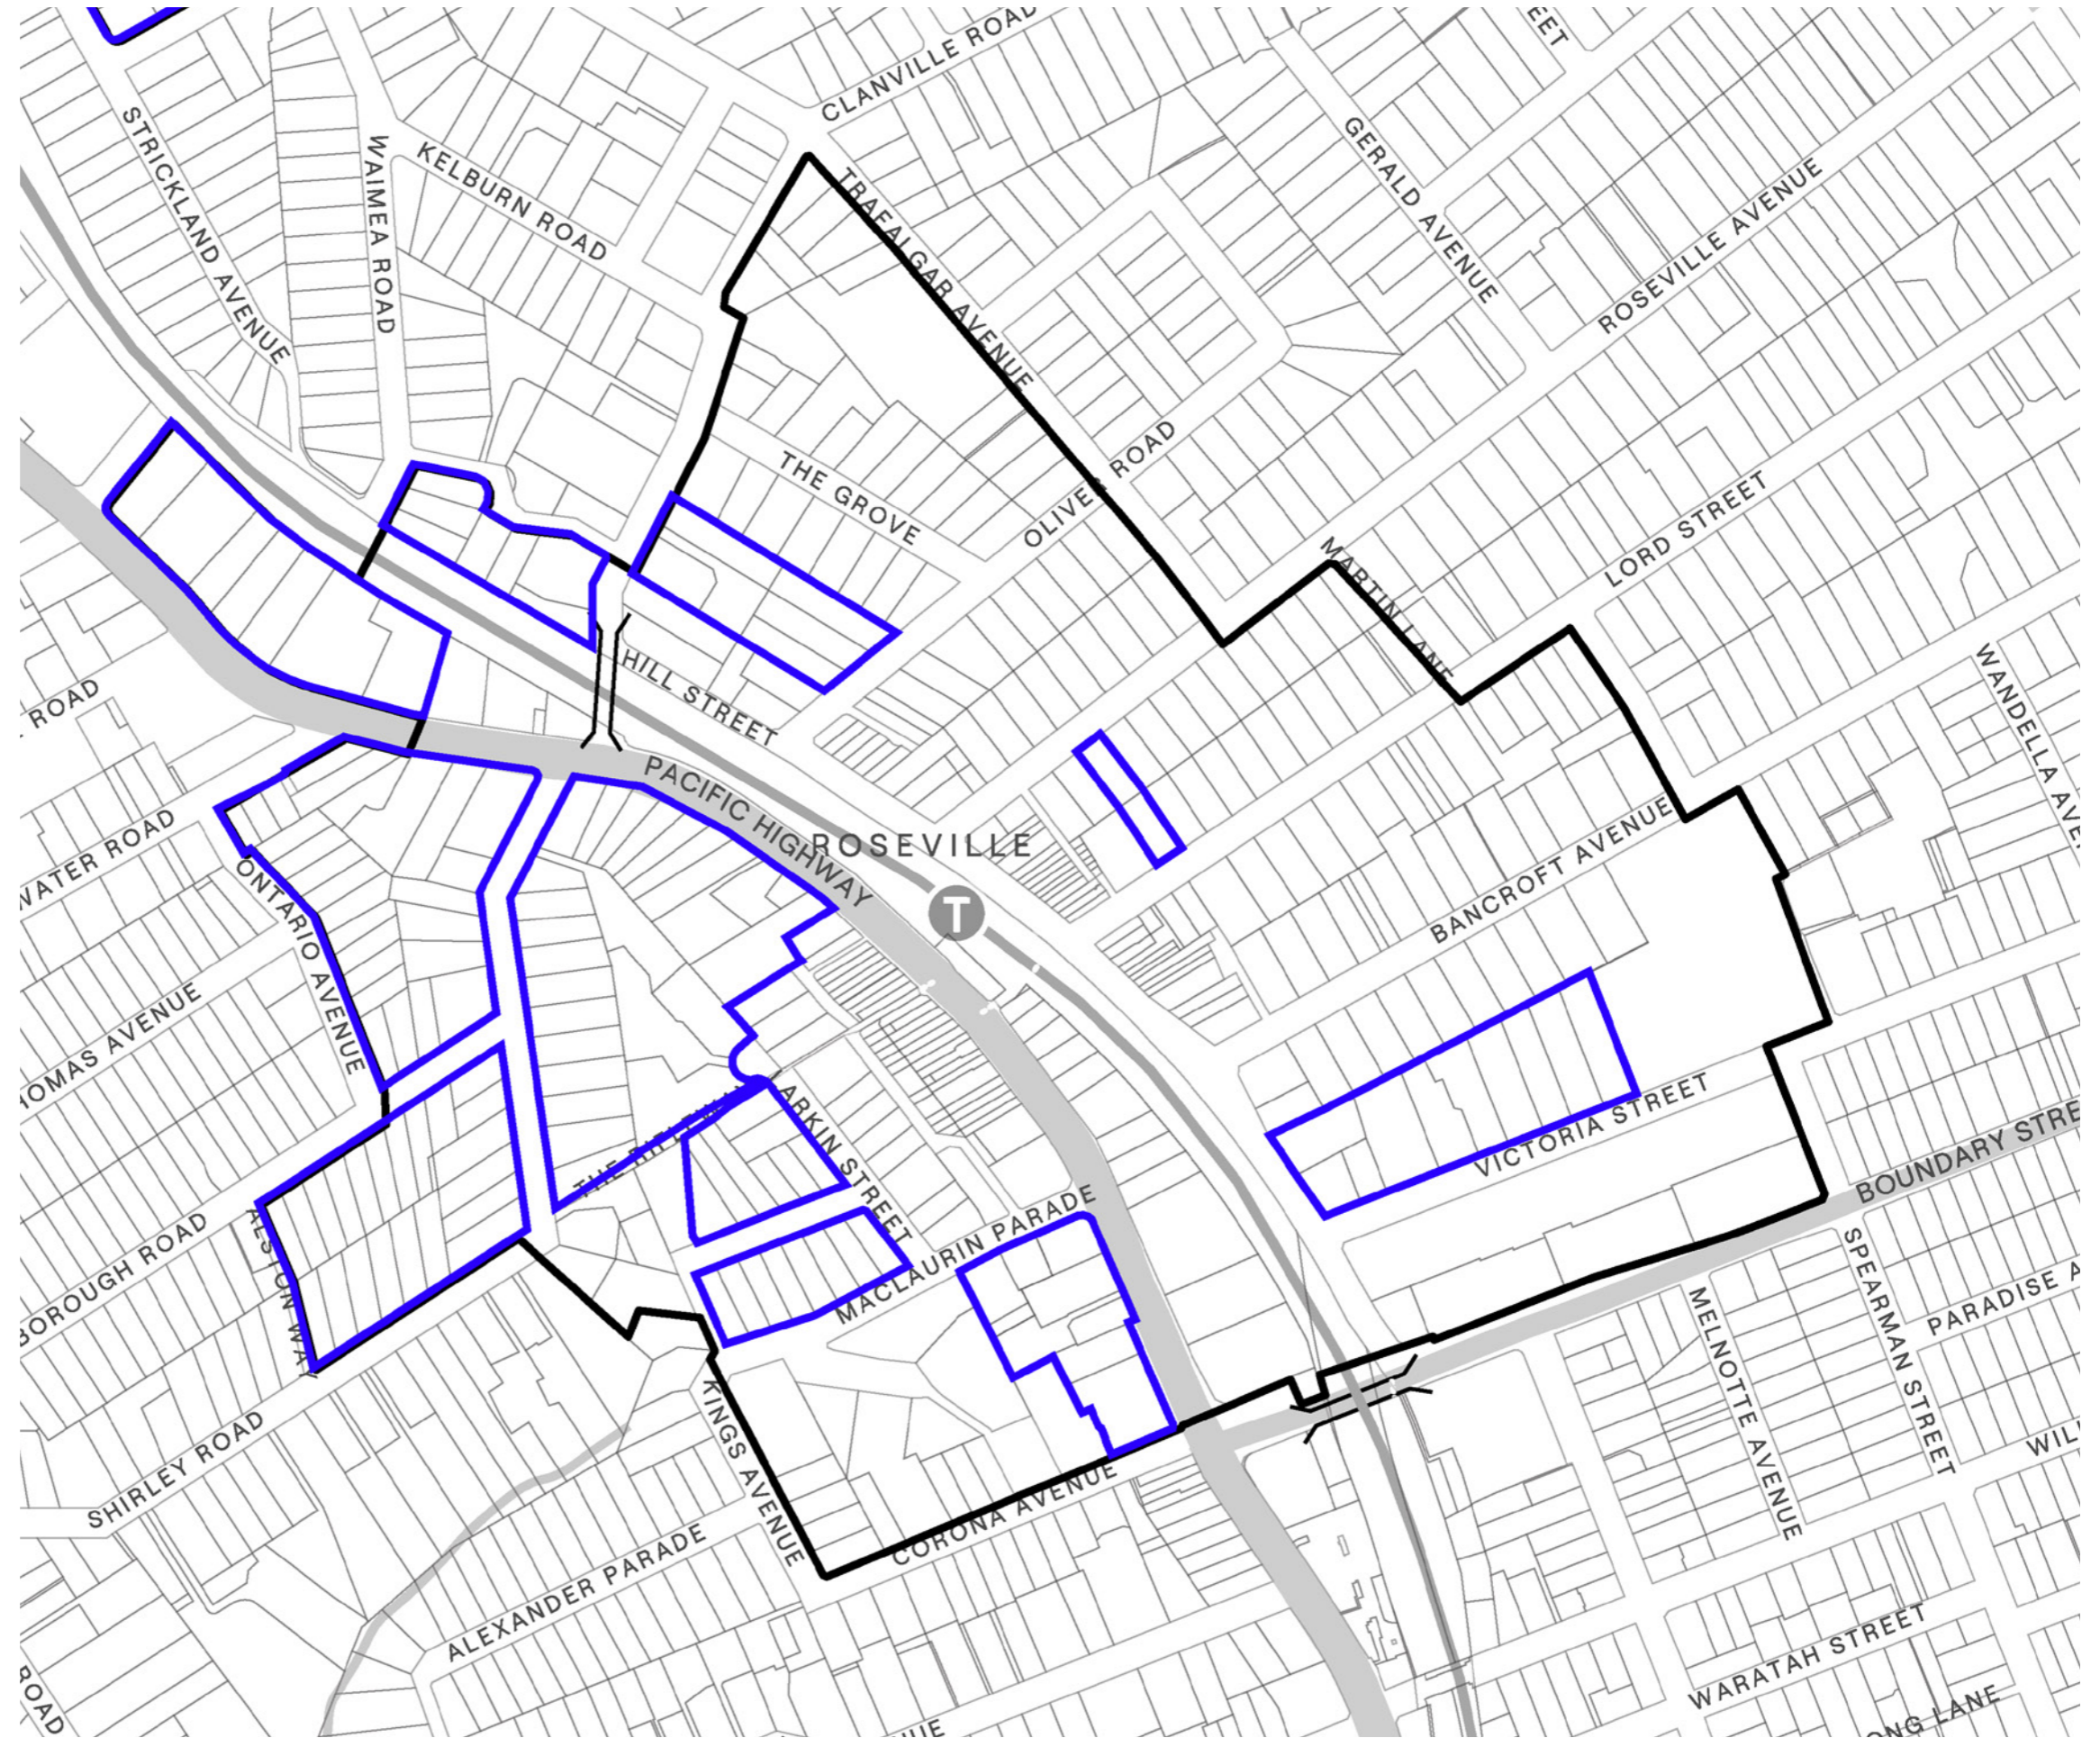 CLANVILLE ROAD
STRICKLAND AVENUE
WAIMEA ROAD
KELBURN ROAD
TRAFALGAR AVENUE
GERALD AVENUE
ROSEVILLE AVENUE
THE GROVE
OLIVER ROAD
MARTIN LANE
LORD STREET
WANDELLA AVE
ROAD
HILL STREET
PACIFIC HIGHWAY
ROSEVILLE
T
WATER ROAD
ONTARIO AVENUE
BANCROFT AVENUE
HOMAS AVENUE
VICTORIA STREET
BOUNDARY STRE
ARKIN STREET
MACLAURIN PARADE
BOROUGH ROAD
ALSTON WAY
SPEARMAN STREET
PARADISE A
MELNOTTE AVENUE
KINGS AVENUE
SHIRLEY ROAD
CORONA AVENUE
ALEXANDER PARADE
WARATAH STREET
ONG LANE
ROAD